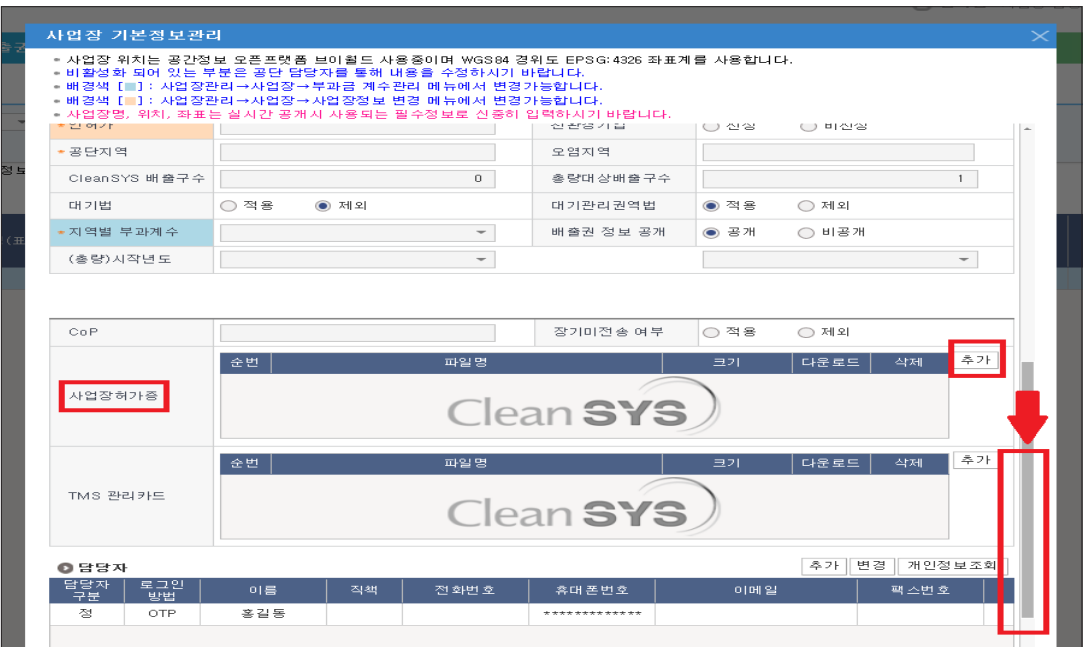 사업장 기본정보관리
사업장 위치는 공간정보 오픈프랫폼 브이월드 사용중이며 WGS84 경위도 EPSG:4326 좌표계를 사용합니다.
비활성화 되어 있는 부분은 공단 담당자를 통해 내용을 수정하시기 바랍니다.
배경색 [ ] : 사업장관리→사업장→부과금 계수관리 메뉴에서 변경가능합니다.
배경색 [ ] : 사업장관리→사업장→사업장정보 변경 메뉴에서 변경가능합니다.
사업장명, 위치, 좌표는 실시간 공개시 사용되는 필수정보로 신중히 입력하시기 바랍니다.
인허가 친환경기업 선정 비선정
공단지역 오염지역
CleanSYS 배출구수 0 총량대상배출구수 1
대기법 적용 제외 대기관리권역법 적용 제외
지역별 부과계수 배출권 정보 공개 공개 비공개
(총량)시작년도
CoP 장기미전송 여부 적용 제외
순번 파일명 크기 다운로드 삭제 추가
사업장허가증
Clean SYS
순번 파일명 크기 다운로드 삭제 추가
TMS 관리카드
Clean SYS
담당자 추가 변경 개인정보조회
담당자구분 로그인방법 이름 직책 전화번호 휴대폰번호 이메일 팩스번호
정 OTP 홍길동 *************